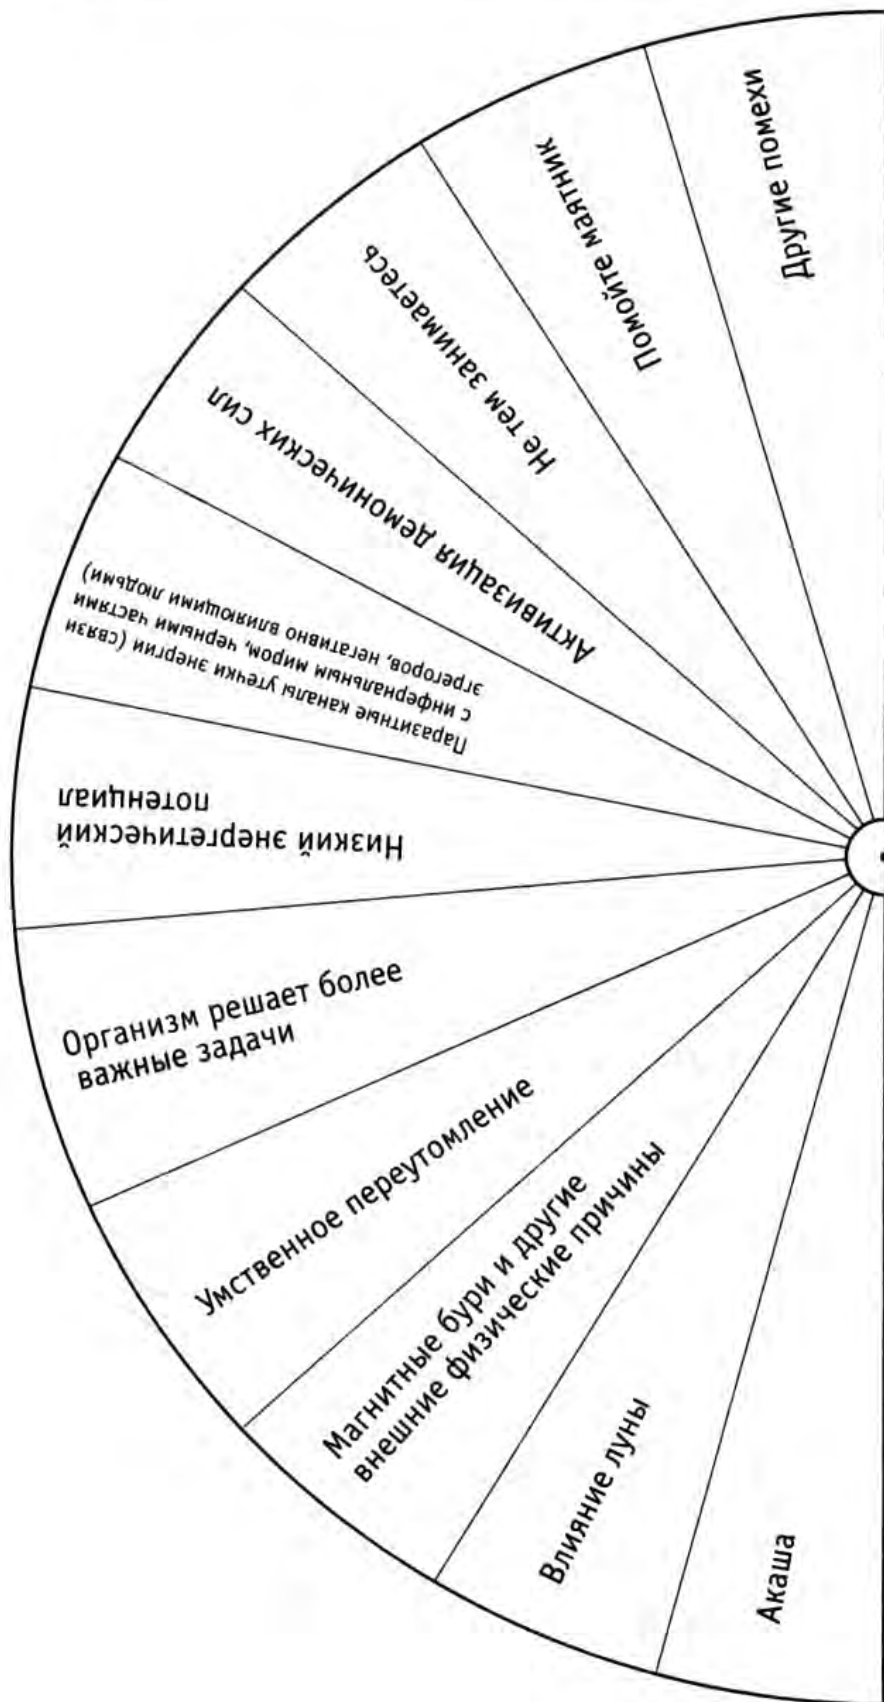 Другие помехи
Помойте маятник
Не тем занимаетесь
Активизация демонических сил
Паразитные каналы утечки энергии (связи
с инфернальным миром, черными частями
эгрегоров, негативно влияющими людьми)
Низкий энергетический
потенциал
Организм решает более
важные задачи
Умственное переутомление
Магнитные бури и другие
внешние физические причины
Влияние луны
Акаша